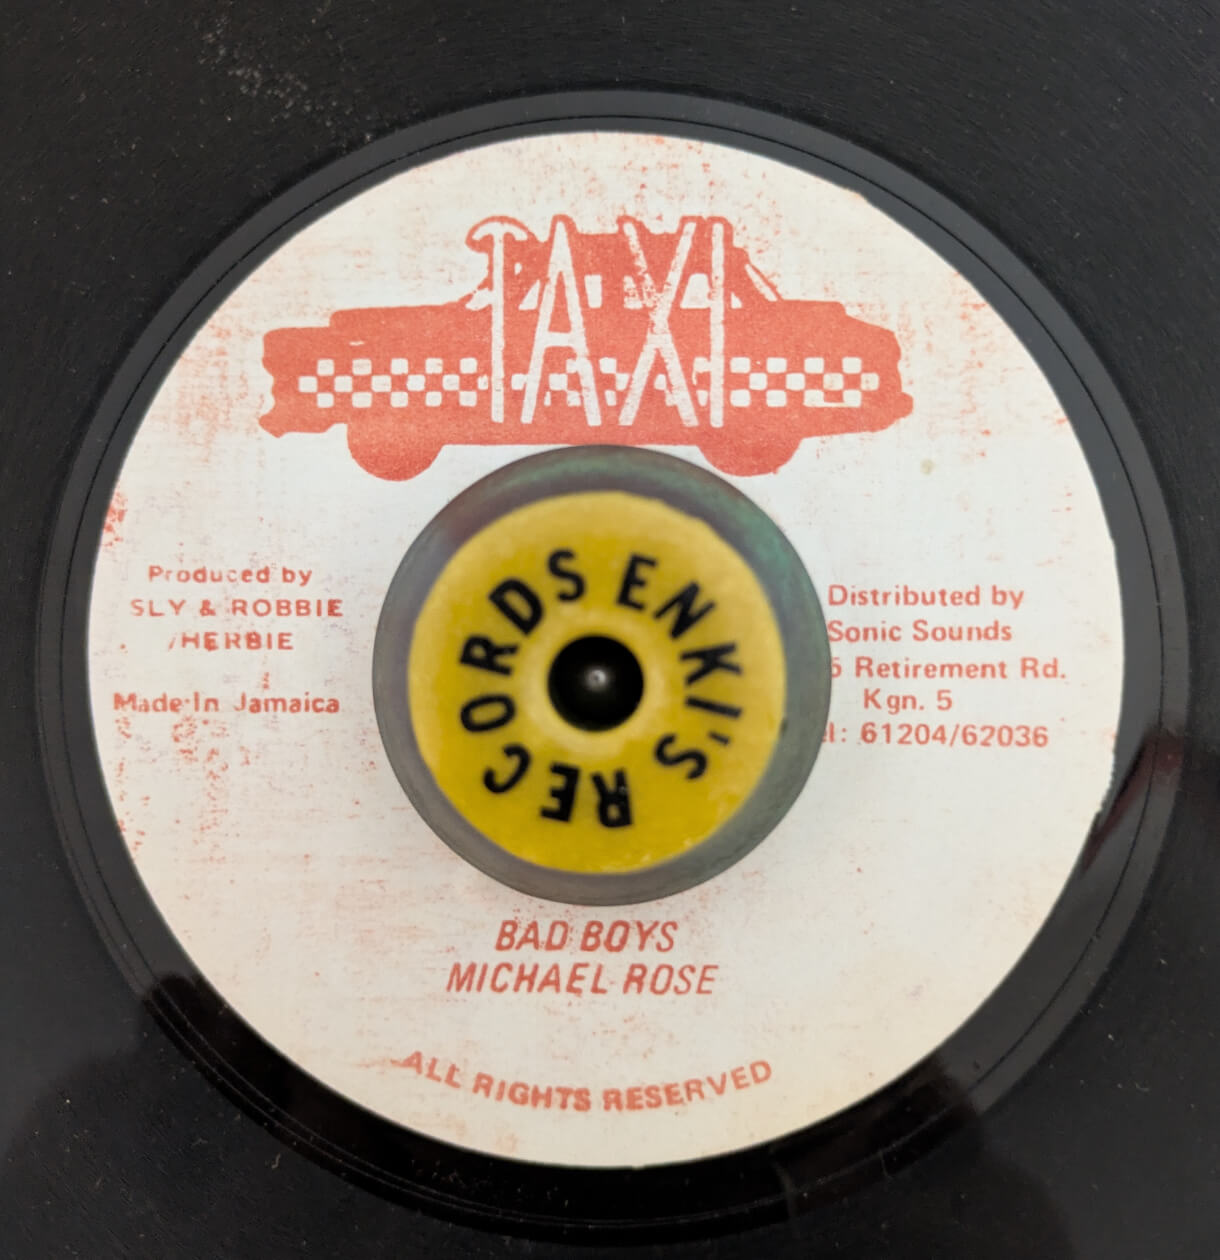 TAXI
Produced by
SLY & ROBBIE
/HERBIE
Made In Jamaica
ENKI'S RECORDS
Distributed by
Sonic Sounds
5 Retirement Rd.
Kgn. 5
: 61204/62036
BAD BOYS
MICHAEL ROSE
ALL RIGHTS RESERVED